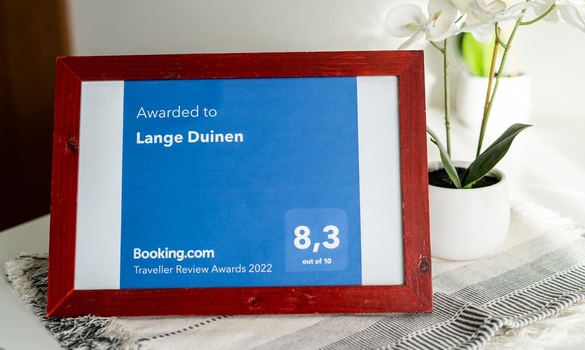 Awarded to
Lange Duinen
8,3
out of 10
Booking.com
Traveller Review Awards 2022